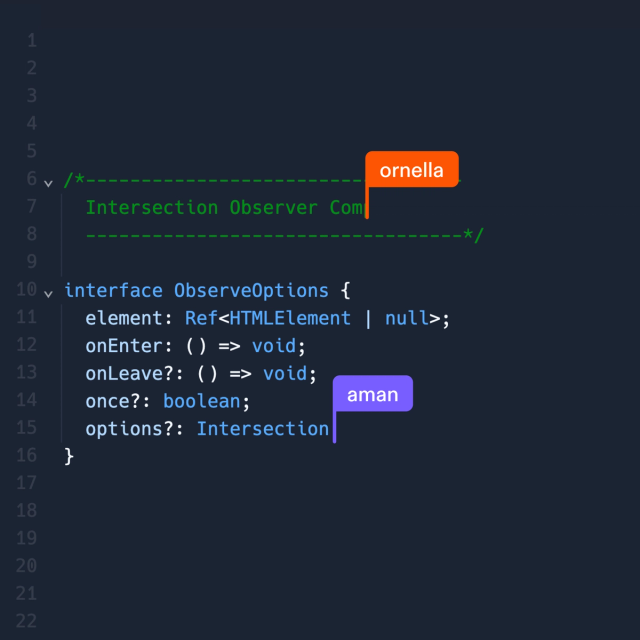 1
2
3
4
5
ornella
6 /*-------------------------
7 Intersection Observer Com
8 ----------------------------------*/
9
10 interface ObserveOptions {
11 element: Ref<HTMLElement | null>;
12 onEnter: () => void;
13 onLeave?: () => void;
aman
14 once?: boolean;
15 options?: Intersection
16 }
17
18
19
20
21
22